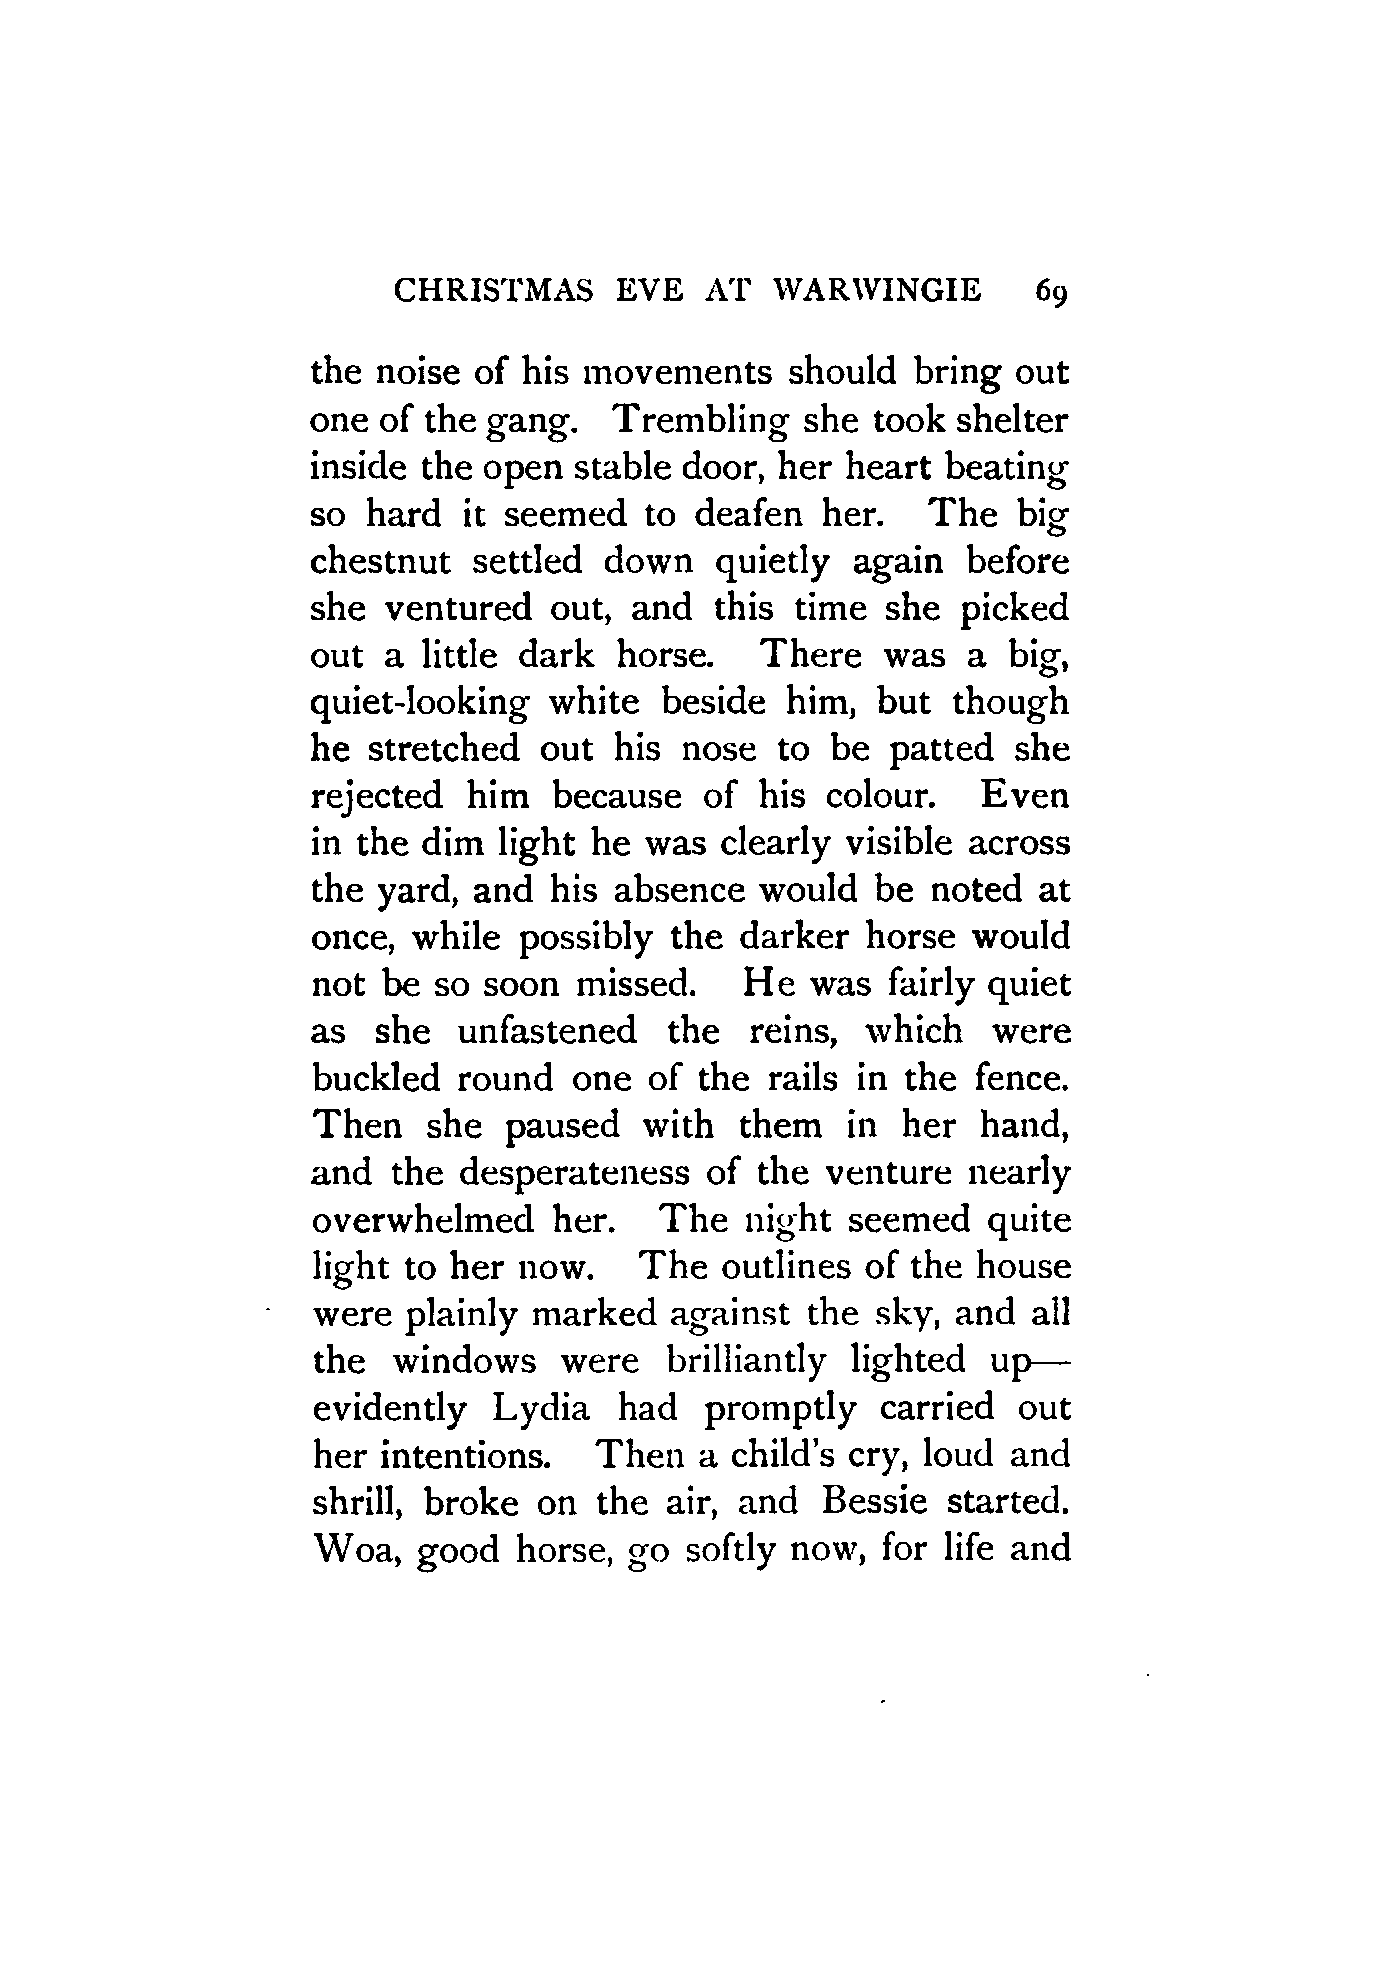 CHRISTMAS EVE AT WARWINGIE 69
the noise of his movements should bring out
one of the gang. Trembling she took shelter
inside the open stable door, her heart beating
so hard it seemed to deafen her. The big
chestnut settled down quietly again before
she ventured out, and this time she picked
out a little dark horse. There was a big,
quiet-looking white beside him, but though
he stretched out his nose to be patted she
rejected him because of his colour. Even
in the dim light he was clearly visible across
the yard, and his absence would be noted at
once, while possibly the darker horse would
not be so soon missed. He was fairly quiet
as she unfastened the reins, which were
buckled round one of the rails in the fence.
Then she paused with them in her hand,
and the desperateness of the venture nearly
overwhelmed her. The night seemed quite
light to her now. The outlines of the house
were plainly marked against the sky, and all
the windows were brilliantly lighted up—
evidently Lydia had promptly carried out
her intentions. Then a child's cry, loud and
shrill, broke on the air, and Bessie started.
Woa, good horse, go softly now, for life and